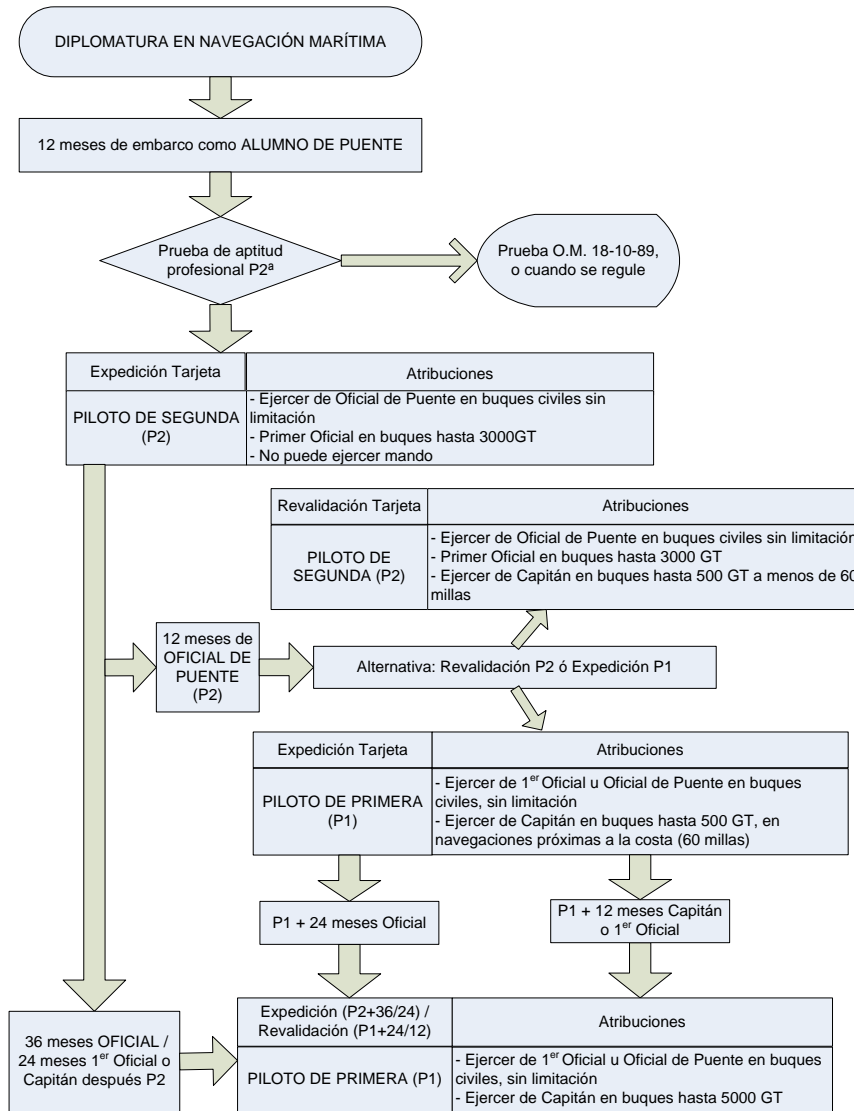 DIPLOMATURA EN NAVEGACIÓN MARÍTIMA
12 meses de embarco como ALUMNO DE PUENTE
Prueba de aptitud
profesional P2ª
Prueba O.M. 18-10-89,
o cuando se regule
Expedición Tarjeta
Atribuciones
PILOTO DE SEGUNDA
(P2)
- Ejercer de Oficial de Puente en buques civiles sin
limitación
- Primer Oficial en buques hasta 3000GT
- No puede ejercer mando
Revalidación Tarjeta
Atribuciones
PILOTO DE
SEGUNDA (P2)
- Ejercer de Oficial de Puente en buques civiles sin limitación
- Primer Oficial en buques hasta 3000 GT
- Ejercer de Capitán en buques hasta 500 GT a menos de 60
millas
12 meses de
OFICIAL DE
PUENTE
(P2)
Alternativa: Revalidación P2 ó Expedición P1
Expedición Tarjeta
Atribuciones
PILOTO DE PRIMERA
(P1)
- Ejercer de 1er Oficial u Oficial de Puente en buques
civiles, sin limitación
- Ejercer de Capitán en buques hasta 500 GT, en
navegaciones próximas a la costa (60 millas)
P1 + 24 meses Oficial
P1 + 12 meses Capitán
o 1er Oficial
36 meses OFICIAL /
24 meses 1er Oficial o
Capitán después P2
Expedición (P2+36/24) /
Revalidación (P1+24/12)
Atribuciones
PILOTO DE PRIMERA (P1)
- Ejercer de 1er Oficial u Oficial de Puente en buques
civiles, sin limitación
- Ejercer de Capitán en buques hasta 5000 GT